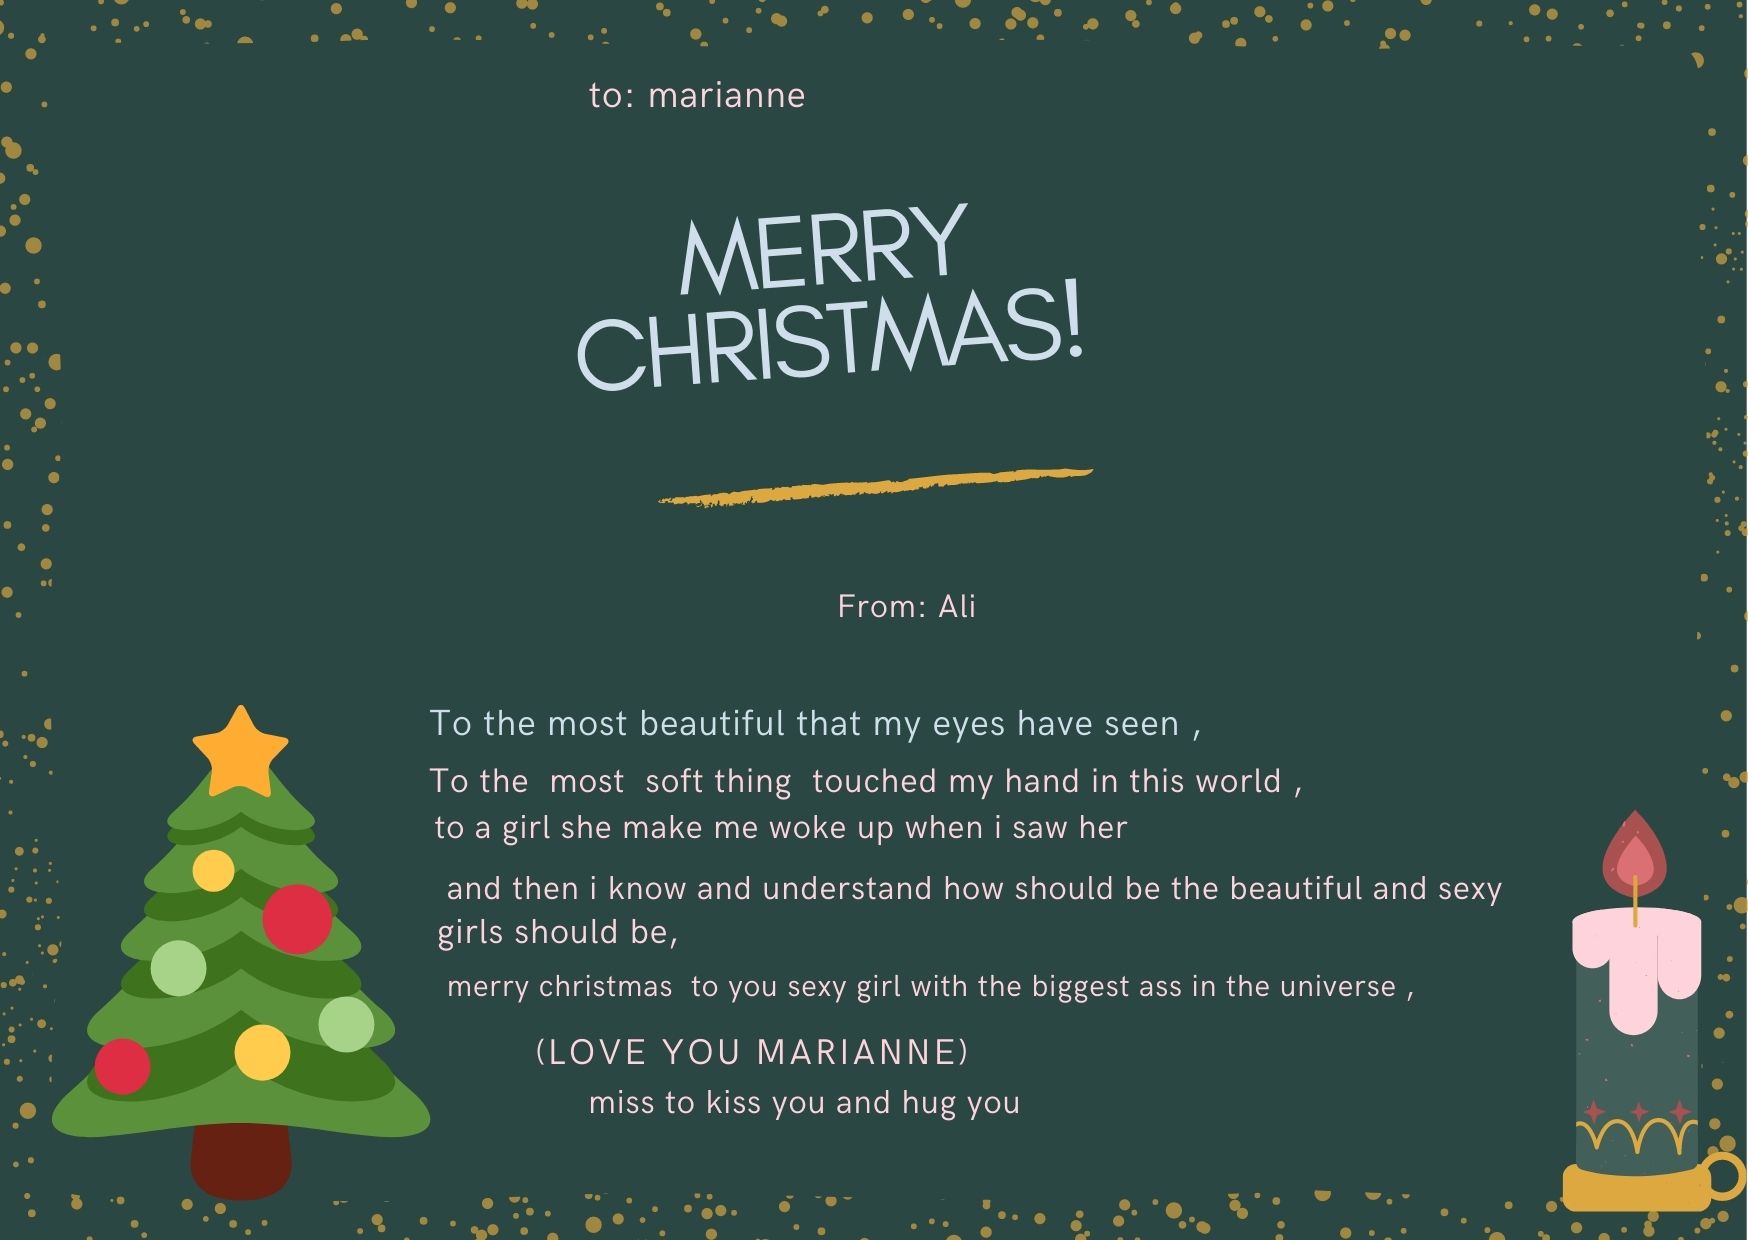 to: marianne
MERRY
CHRISTMAS!
From: Ali
To the most beautiful that my eyes have seen ,
To the  most  soft thing  touched my hand in this world ,
to a girl she make me woke up when i saw her
and then i know and understand how should be the beautiful and sexy
girls should be,
merry christmas  to you sexy girl with the biggest ass in the universe ,
(LOVE YOU MARIANNE)
miss to kiss you and hug you